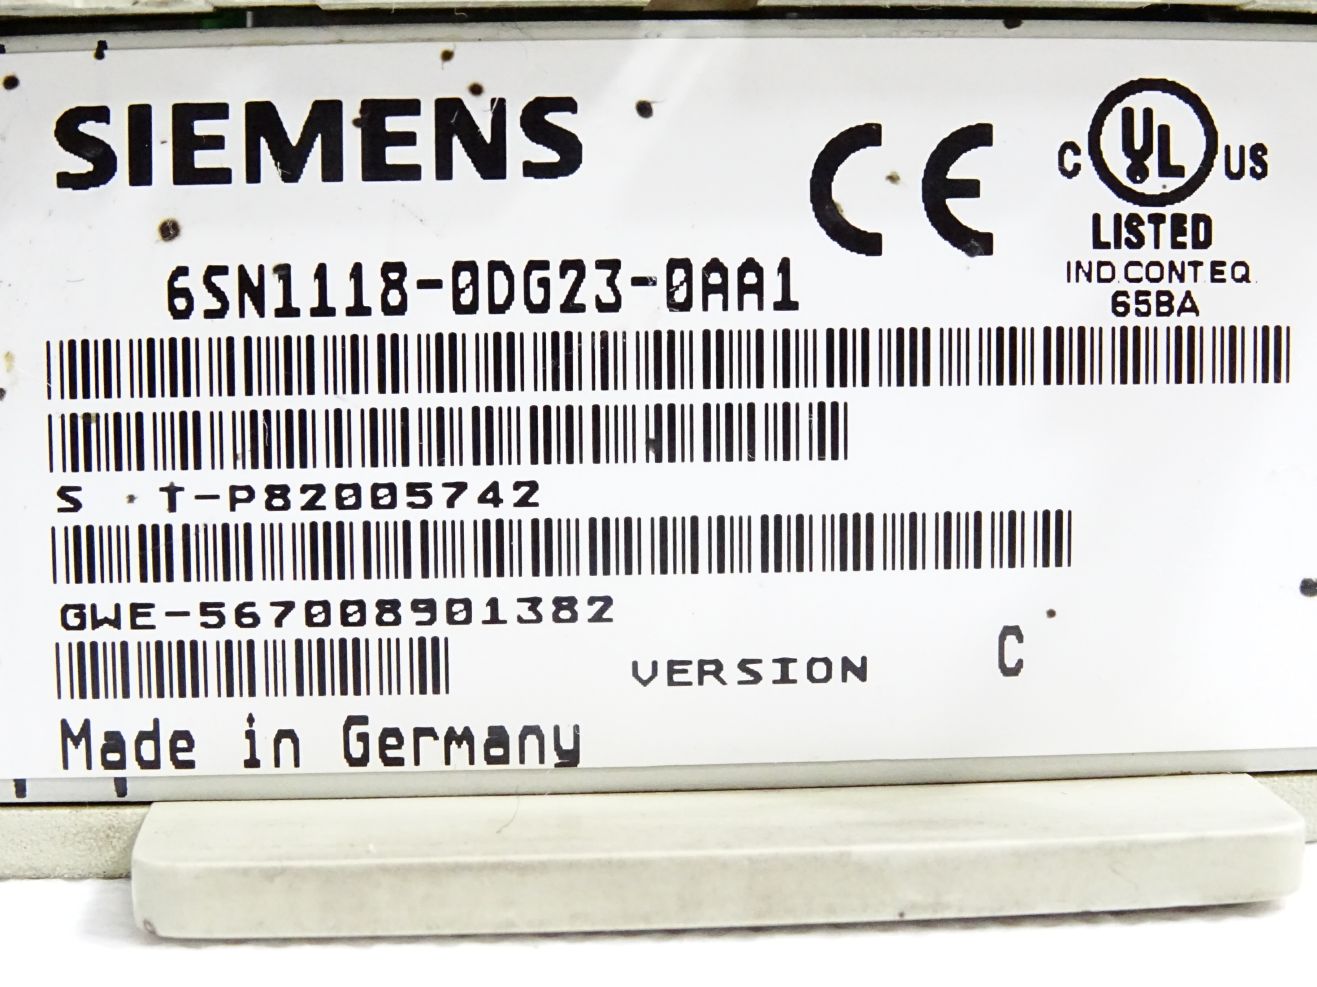 SIEMENS
CE
C UL US
LISTED
IND.CONT.EQ.
65BA
6SN1118-0DG23-0AA1
S T-P82005742
GWE-567008901382
VERSION C
Made in Germany